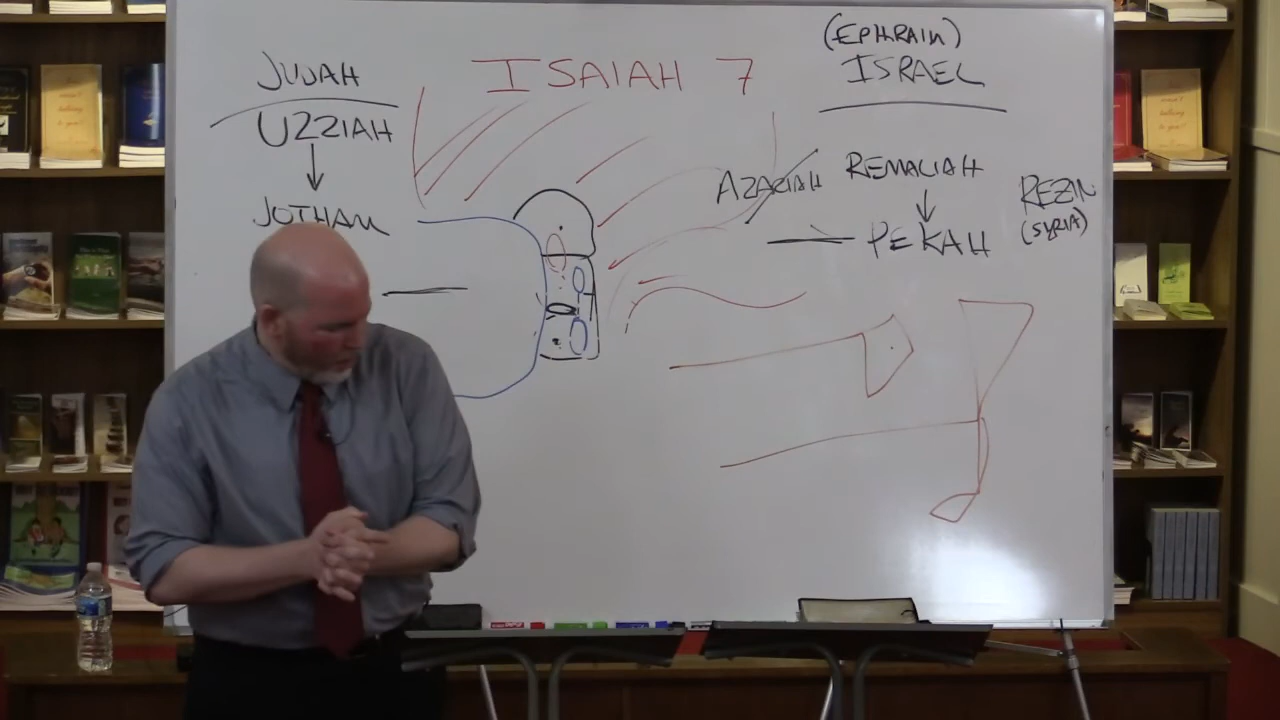 JUDAH
UZZIAH
JOTHAM
ISAIAH 7
(EPHRAIM)
ISRAEL
AZARIAH
REMALIAH
PEKAH
REZIN
(SYRIA)